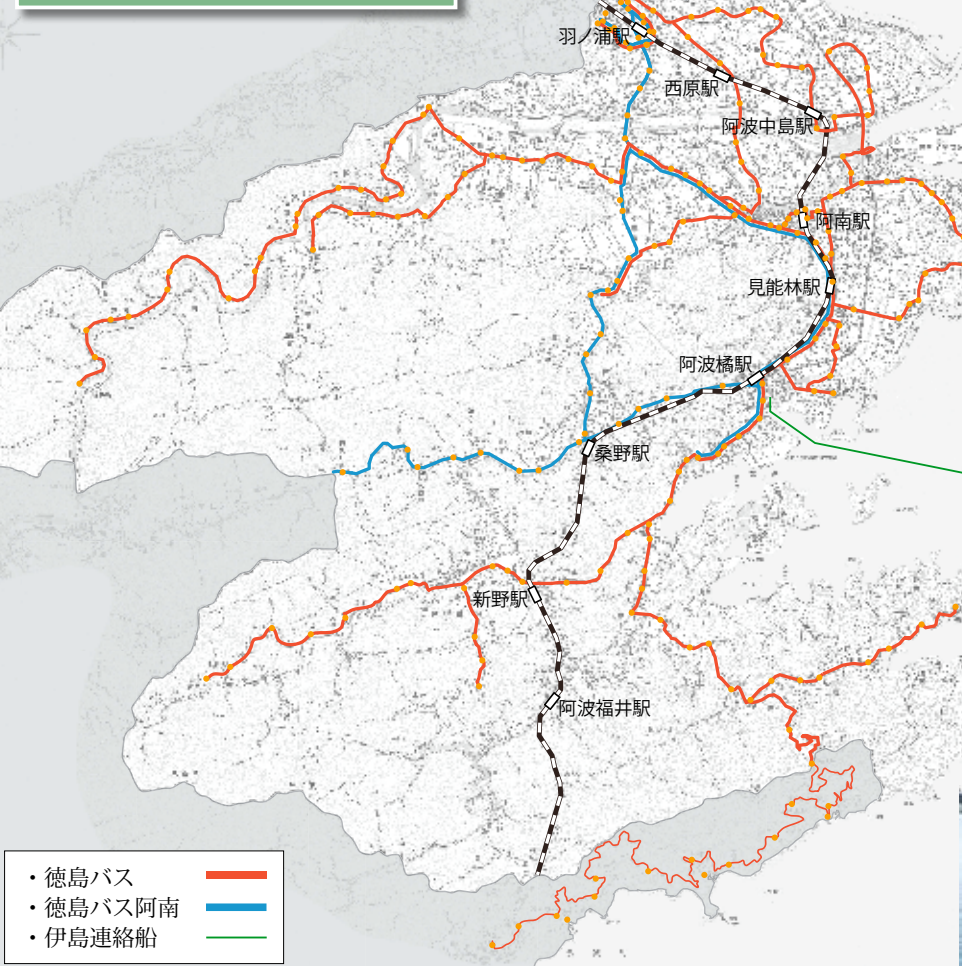 羽ノ浦駅
西原駅
阿波中島駅
阿南駅
見能林駅
阿波橘駅
桑野駅
新野駅
阿波福井駅
・徳島バス
・徳島バス阿南
・伊島連絡船